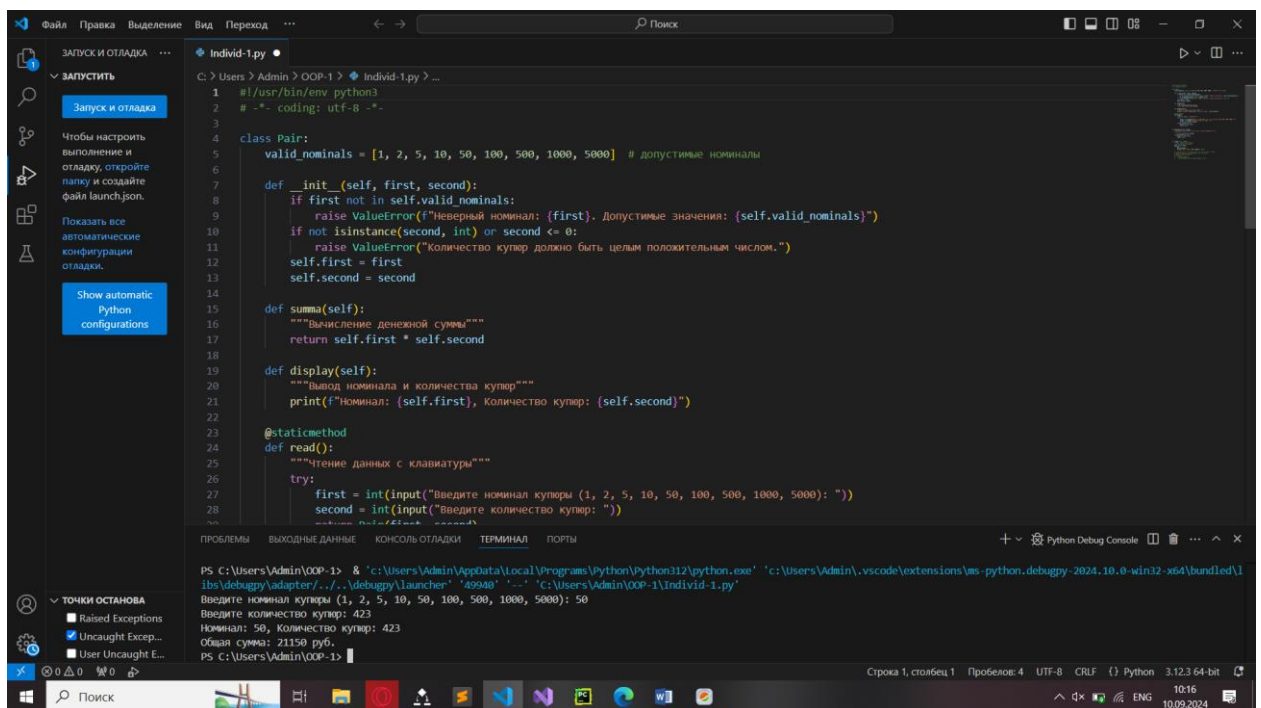 Файл Правка Выделение Вид Переход ··· Поиск
ЗАПУСК И ОТЛАДКА ···
ЗАПУСТИТЬ
Запуск и отладка
Чтобы настроить
выполнение и
отладку, откройте
папку и создайте
файл launch.json.
Показать все
автоматические
конфигурации
отладки.
Show automatic
Python
configurations
ТОЧКИ ОСТАНОВА
Raised Exceptions
Uncaught Excep...
User Uncaught E...
Individ-1.py
C: > Users > Admin > OOP-1 > Individ-1.py > ...
1 #!/usr/bin/env python3
2 # -*- coding: utf-8 -*-
3
4 class Pair:
5 valid_nominals = [1, 2, 5, 10, 50, 100, 500, 1000, 5000] # допустимые номиналы
6
7 def __init__(self, first, second):
8 if first not in self.valid_nominals:
9 raise ValueError(f"Неверный номинал: {first}. Допустимые значения: {self.valid_nominals}")
10 if not isinstance(second, int) or second <= 0:
11 raise ValueError("Количество купюр должно быть целым положительным числом.")
12 self.first = first
13 self.second = second
14
15 def summa(self):
16 """Вычисление денежной суммы"""
17 return self.first * self.second
18
19 def display(self):
20 """Вывод номинала и количества купюр"""
21 print(f"Номинал: {self.first}, Количество купюр: {self.second}")
22
23 @staticmethod
24 def read():
25 """Чтение данных с клавиатуры"""
26 try:
27 first = int(input("Введите номинал купюры (1, 2, 5, 10, 50, 100, 500, 1000, 5000): "))
28 second = int(input("Введите количество купюр: "))
ПРОБЛЕМЫ ВЫХОДНЫЕ ДАННЫЕ КОНСОЛЬ ОТЛАДКИ ТЕРМИНАЛ ПОРТЫ Python Debug Console
PS C:\Users\Admin\OOP-1> & 'c:\Users\Admin\AppData\Local\Programs\Python\Python312\python.exe' 'c:\Users\Admin\.vscode\extensions\ms-python.debugpy-2024.10.0-win32-x64\bundled\l
ibs\debugpy\adapter/../..\debugpy\launcher' '49940' '--' 'C:\Users\Admin\OOP-1\Individ-1.py'
Введите номинал купюры (1, 2, 5, 10, 50, 100, 500, 1000, 5000): 50
Введите количество купюр: 423
Номинал: 50, Количество купюр: 423
Общая сумма: 21150 руб.
PS C:\Users\Admin\OOP-1>
0 0 0 Строка 1, столбец 1 Пробелов: 4 UTF-8 CRLF {} Python 3.12.3 64-bit
Поиск ENG 10:16
10.09.2024